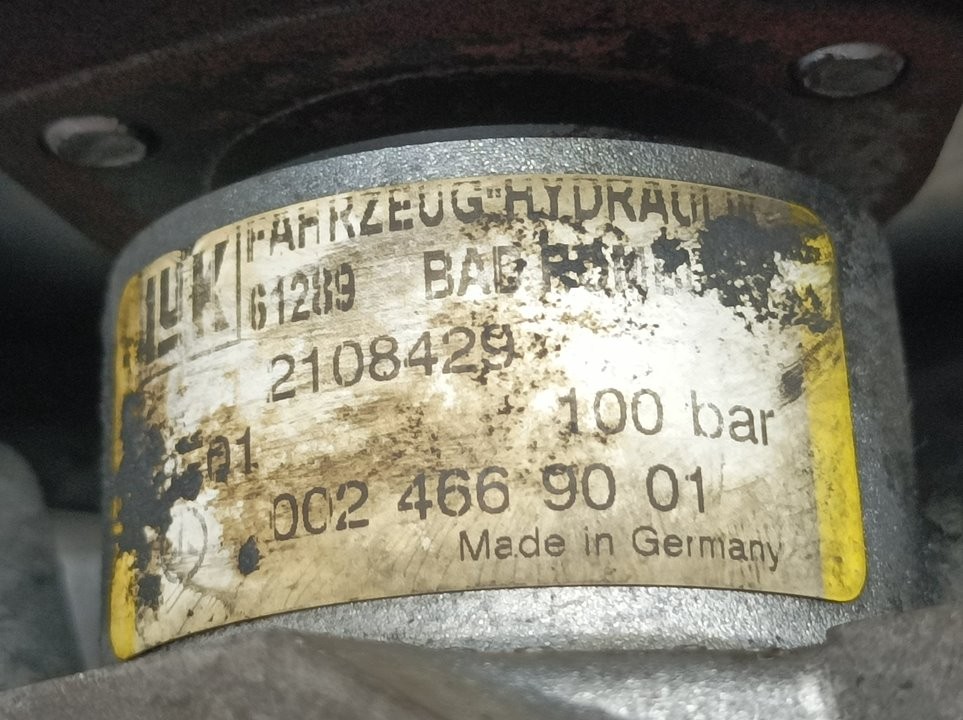 LUK
FAHRZEUG-HYDRAULIK
61289 BAD
2108429
100 bar
002 466 90 01
Made in Germany